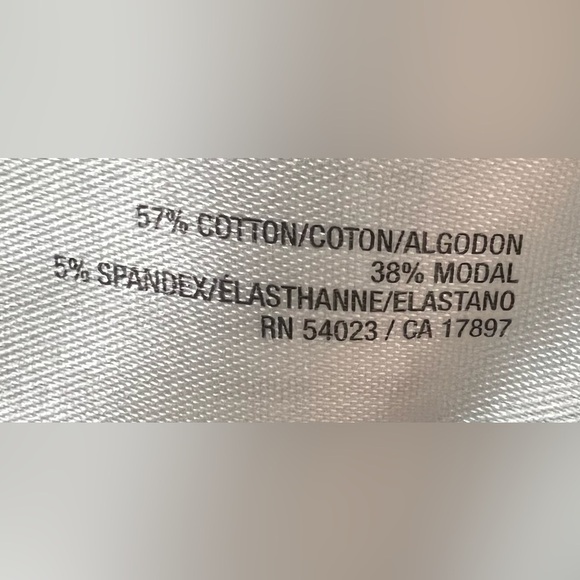 57% COTTON/COTON/ALGODON
38% MODAL
5% SPANDEX/ÉLASTHANNE/ELASTANO
RN 54023 / CA 17897